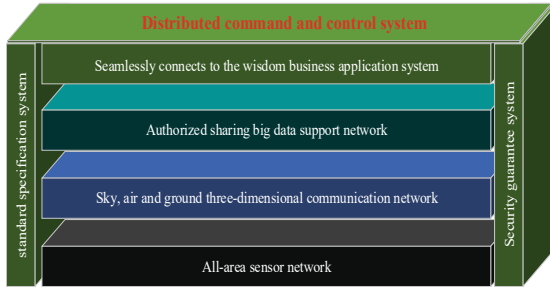 Distributed command and control system
Seamlessly connects to the wisdom business application system
Authorized sharing big data support network
Sky, air and ground three-dimensional communication network
All-area sensor network
standard specification system
Security guarantee system